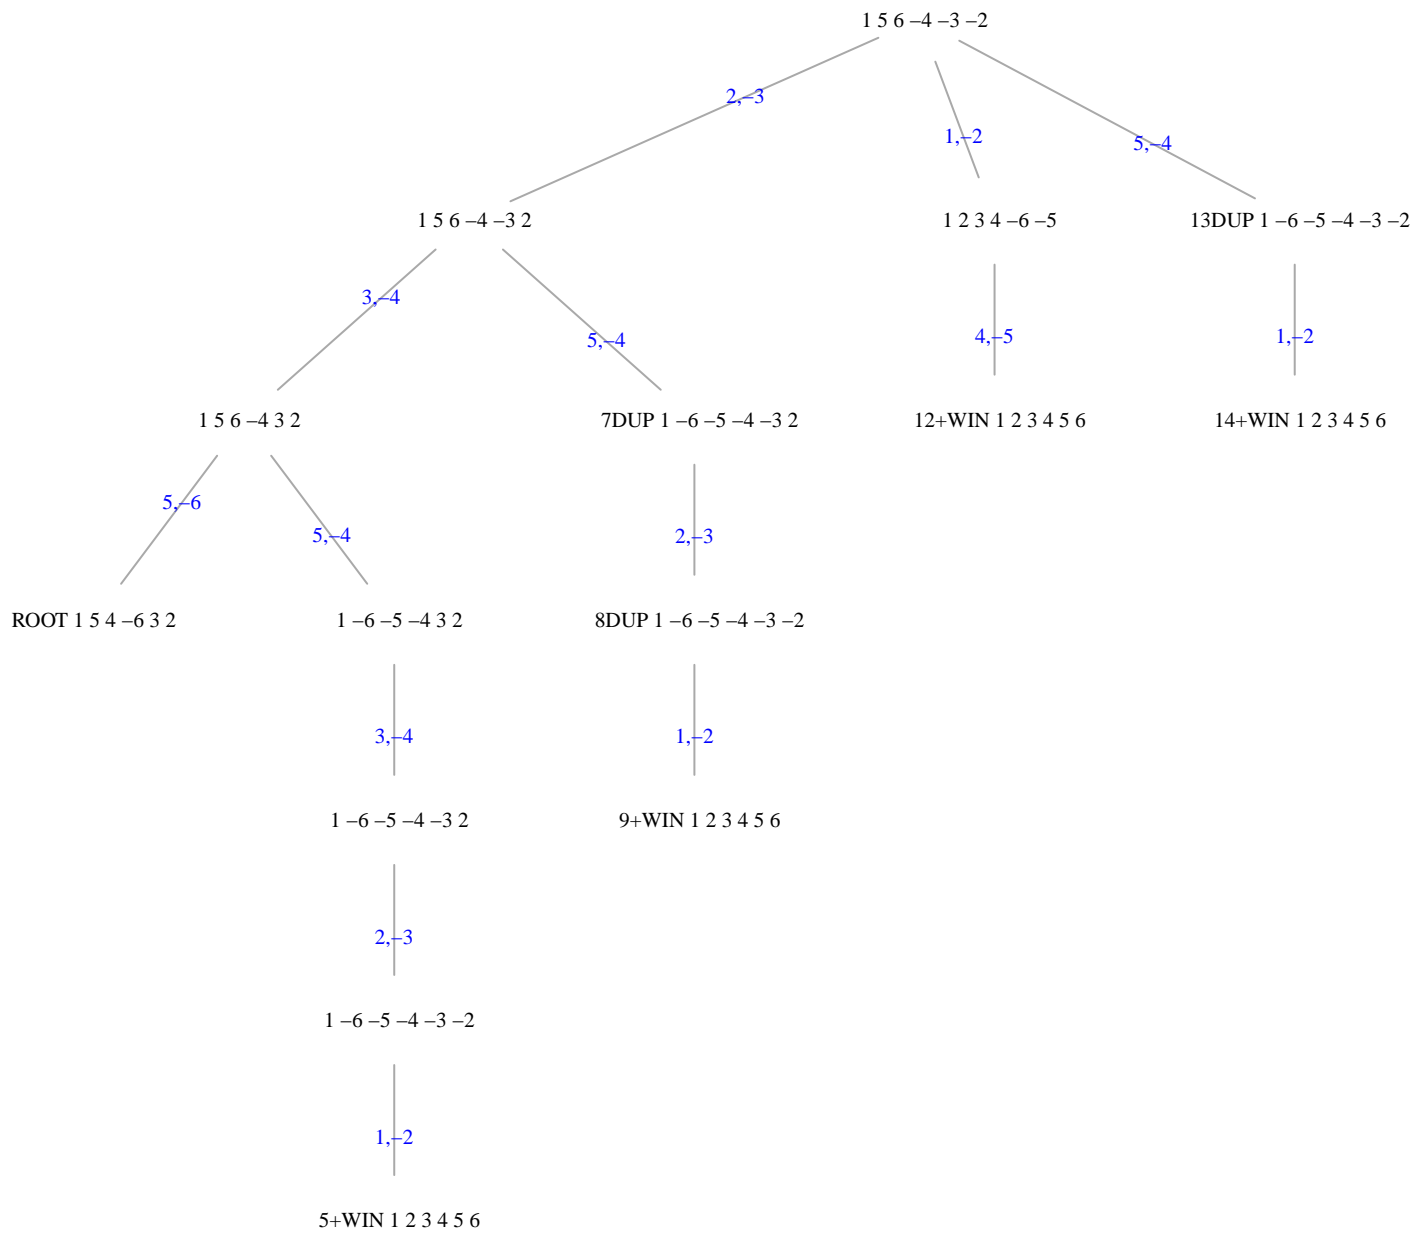 1 5 6 –4 –3 –2
2,–3
1,–2
5,–4
1 5 6 –4 –3 2
1 2 3 4 –6 –5
13DUP 1 –6 –5 –4 –3 –2
3,–4
5,–4
4,–5
1,–2
1 5 6 –4 3 2
7DUP 1 –6 –5 –4 –3 2
12+WIN 1 2 3 4 5 6
14+WIN 1 2 3 4 5 6
5,–6
5,–4
2,–3
ROOT 1 5 4 –6 3 2
1 –6 –5 –4 3 2
8DUP 1 –6 –5 –4 –3 –2
3,–4
1,–2
1 –6 –5 –4 –3 2
9+WIN 1 2 3 4 5 6
2,–3
1 –6 –5 –4 –3 –2
1,–2
5+WIN 1 2 3 4 5 6